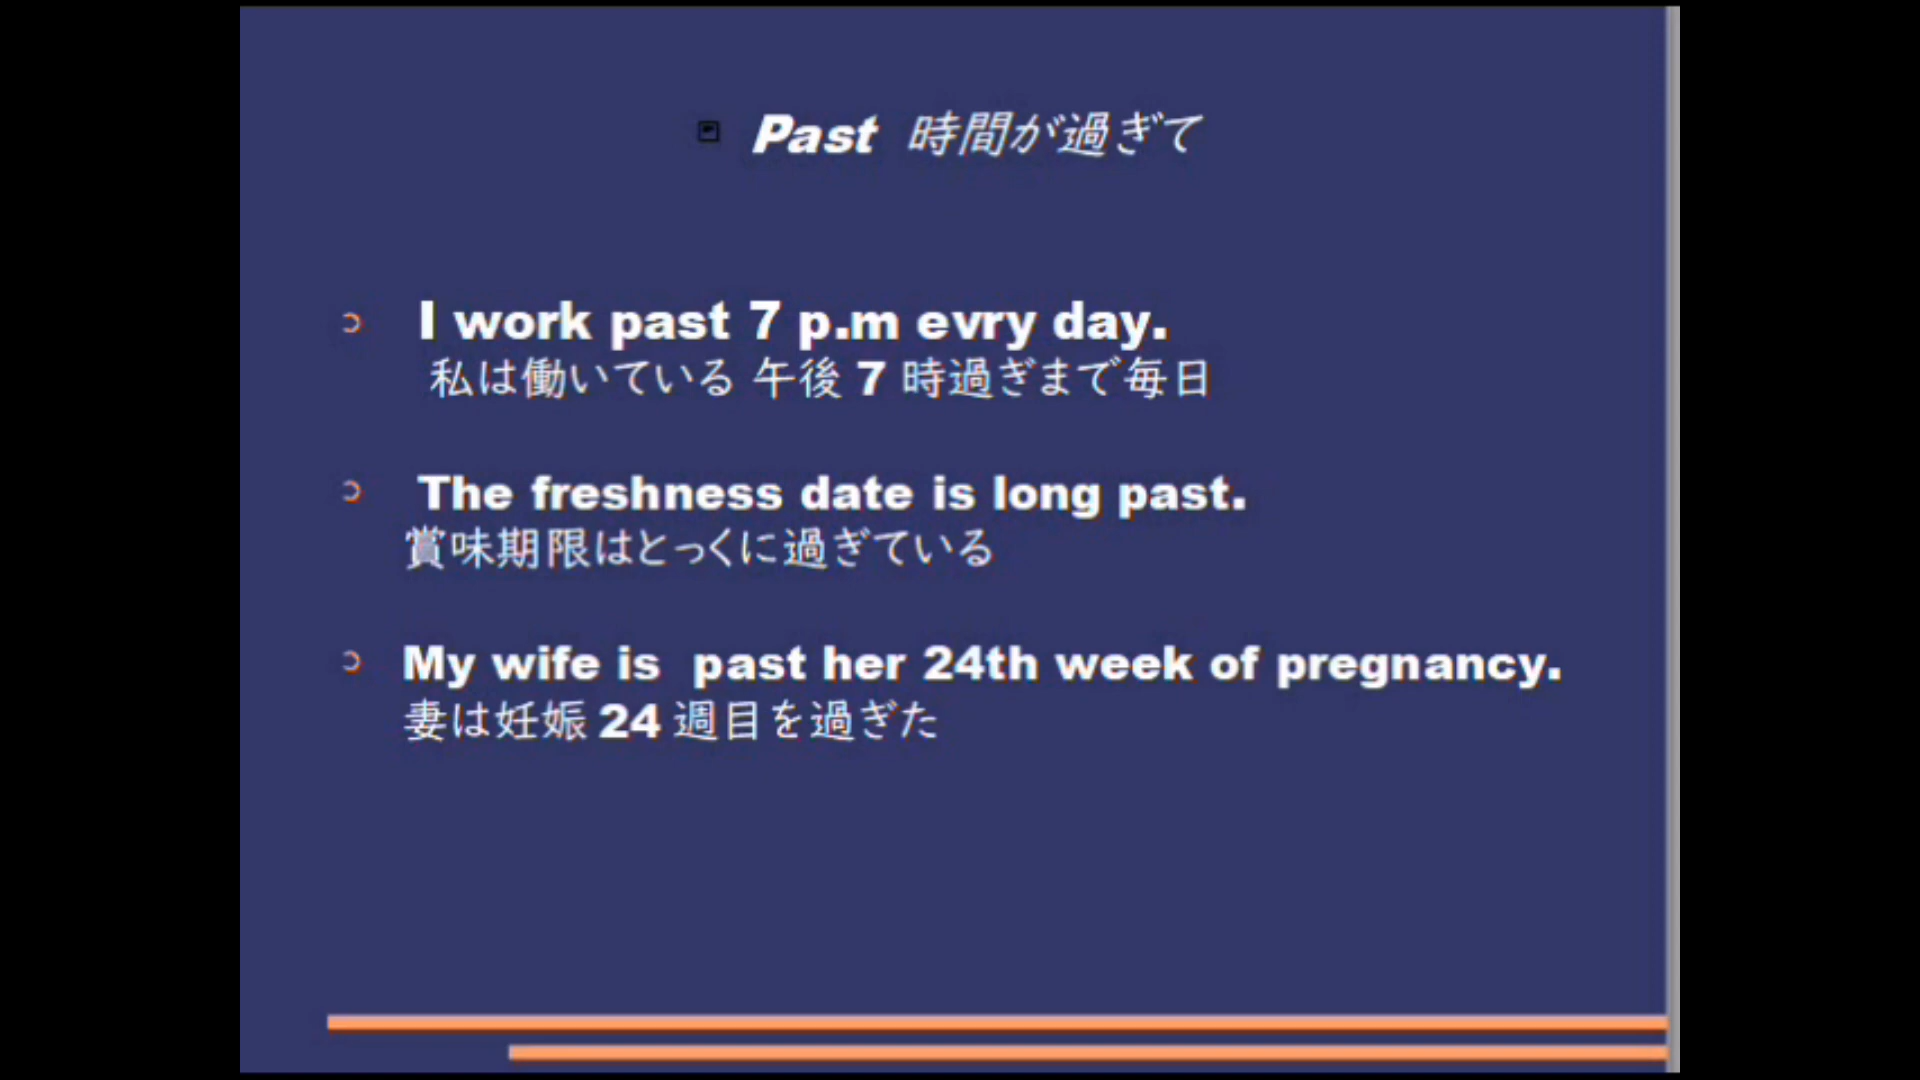 Past 時間が過ぎて
I work past 7 p.m evry day.
私は働いている 午後 7 時過ぎまで毎日
The freshness date is long past.
賞味期限はとっくに過ぎている
My wife is past her 24th week of pregnancy.
妻は妊娠 24 週目を過ぎた